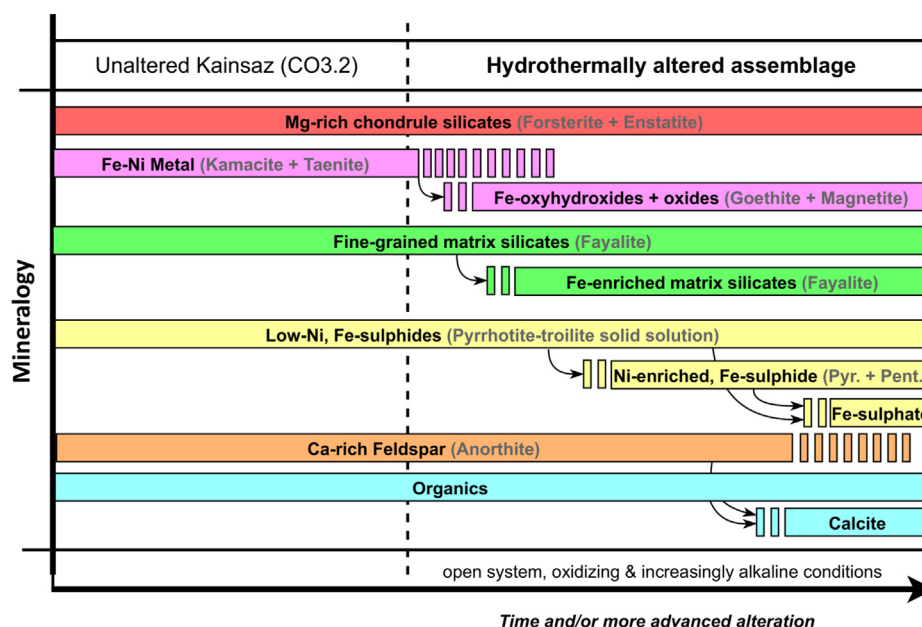 Unaltered Kainsaz (CO3.2)
Hydrothermally altered assemblage
Mineralogy
Mg-rich chondrule silicates (Forsterite + Enstatite)
Fe-Ni Metal (Kamacite + Taenite)
Fe-oxyhydroxides + oxides (Goethite + Magnetite)
Fine-grained matrix silicates (Fayalite)
Fe-enriched matrix silicates (Fayalite)
Low-Ni, Fe-sulphides (Pyrrhotite-troilite solid solution)
Ni-enriched, Fe-sulphide (Pyr. + Pent.
Fe-sulphate
Ca-rich Feldspar (Anorthite)
Organics
Calcite
open system, oxidizing & increasingly alkaline conditions
Time and/or more advanced alteration